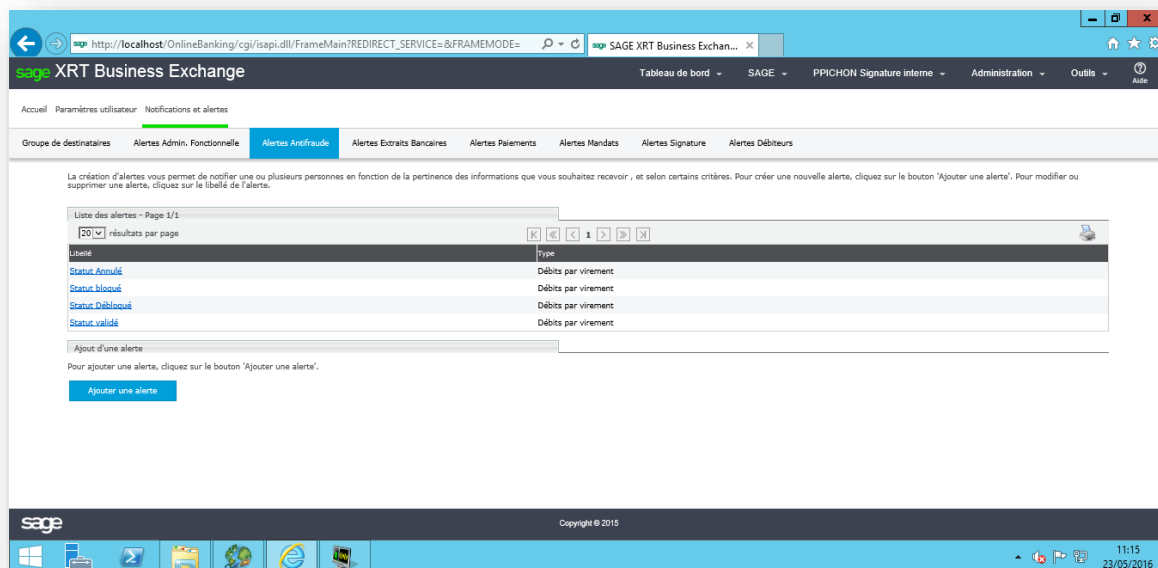 http://localhost/OnlineBanking/cgi/isapi.dll/FrameMain?REDIRECT_SERVICE=&FRAMEMODE=
sage SAGE XRT Business Exchan...
sage XRT Business Exchange
Tableau de bord SAGE PPICHON Signature interne Administration Outils Aide
Accueil Paramètres utilisateur Notifications et alertes
Groupe de destinataires Alertes Admin. Fonctionnelle Alertes Antifraude Alertes Extraits Bancaires Alertes Paiements Alertes Mandats Alertes Signature Alertes Débiteurs
La création d'alertes vous permet de notifier une ou plusieurs personnes en fonction de la pertinence des informations que vous souhaitez recevoir , et selon certains critères. Pour créer une nouvelle alerte, cliquez sur le bouton 'Ajouter une alerte'. Pour modifier ou
supprimer une alerte, cliquez sur le libellé de l'alerte.
Liste des alertes - Page 1/1
20 résultats par page 1
Libellé Type
Statut Annulé Débits par virement
Statut bloqué Débits par virement
Statut Débloqué Débits par virement
Statut validé Débits par virement
Ajout d'une alerte
Pour ajouter une alerte, cliquez sur le bouton 'Ajouter une alerte'.
Ajouter une alerte
sage Copyright © 2015
11:15
23/05/2016